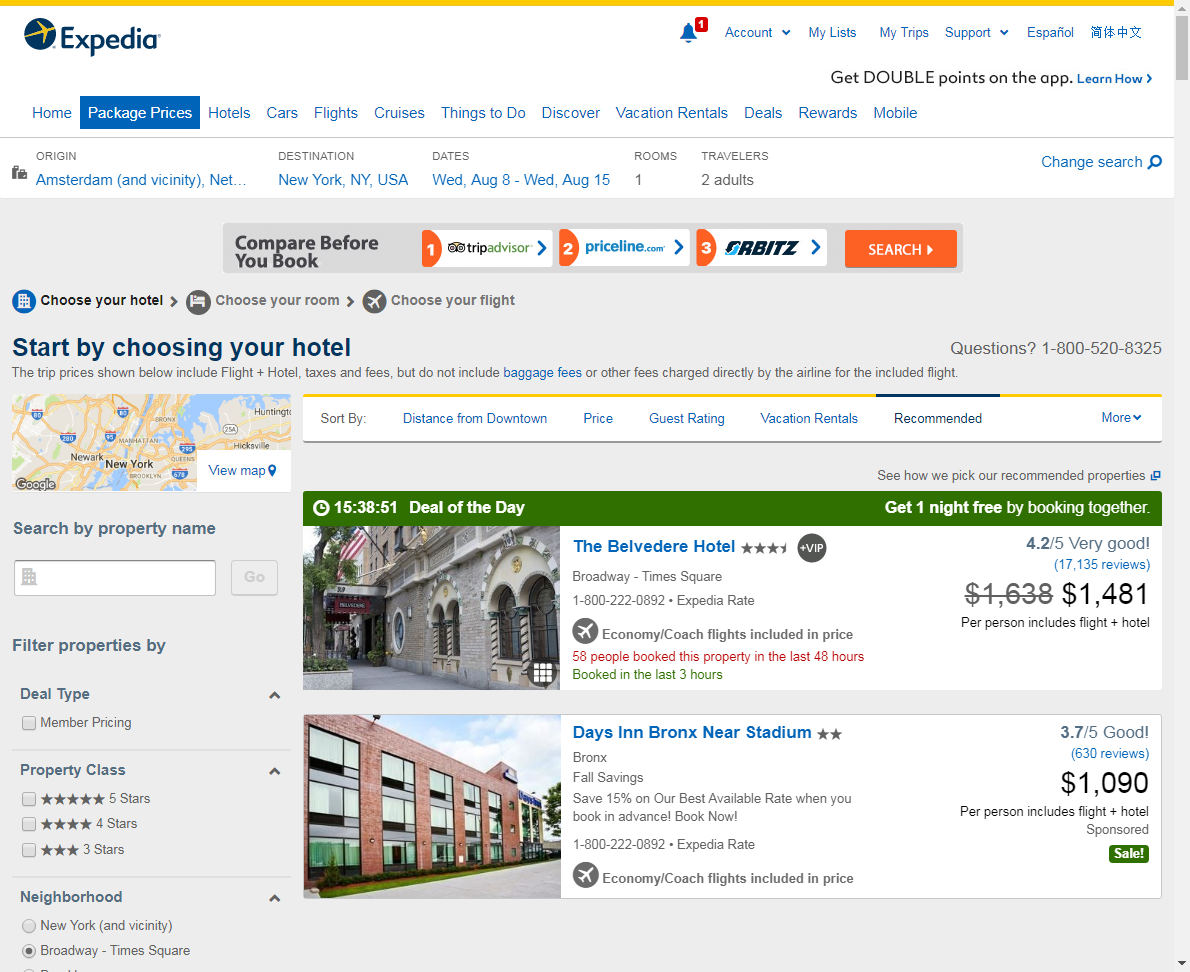 Expedia
1
Account
My Lists
My Trips
Support
Español
简体中文
Get DOUBLE points on the app. Learn How
Home
Package Prices
Hotels
Cars
Flights
Cruises
Things to Do
Discover
Vacation Rentals
Deals
Rewards
Mobile
ORIGIN
Amsterdam (and vicinity), Net...
DESTINATION
New York, NY, USA
DATES
Wed, Aug 8 - Wed, Aug 15
ROOMS
1
TRAVELERS
2 adults
Change search
Compare Before
You Book
1 tripadvisor
2 priceline.com
3 ORBITZ
SEARCH
Choose your hotel
Choose your room
Choose your flight
Start by choosing your hotel
Questions? 1-800-520-8325
The trip prices shown below include Flight + Hotel, taxes and fees, but do not include baggage fees or other fees charged directly by the airline for the included flight.
80
82
BRONX
Huntingt
25A
280
95
MANHATTAN
Hicksville
295
Newark
New York
QUEENS
BROOKLYN
678
Google
View map
Sort By:
Distance from Downtown
Price
Guest Rating
Vacation Rentals
Recommended
More
See how we pick our recommended properties
Search by property name
Go
Filter properties by
Deal Type
Member Pricing
Property Class
5 Stars
4 Stars
3 Stars
Neighborhood
New York (and vicinity)
Broadway - Times Square
15:38:51 Deal of the Day
Get 1 night free by booking together.
319
BELVEDERE
The Belvedere Hotel
+VIP
Broadway - Times Square
1-800-222-0892 • Expedia Rate
Economy/Coach flights included in price
58 people booked this property in the last 48 hours
Booked in the last 3 hours
4.2/5 Very good!
(17,135 reviews)
$1,638 $1,481
Per person includes flight + hotel
Days Inn
Days Inn Bronx Near Stadium
Bronx
Fall Savings
Save 15% on Our Best Available Rate when you
book in advance! Book Now!
1-800-222-0892 • Expedia Rate
Economy/Coach flights included in price
3.7/5 Good!
(630 reviews)
$1,090
Per person includes flight + hotel
Sponsored
Sale!